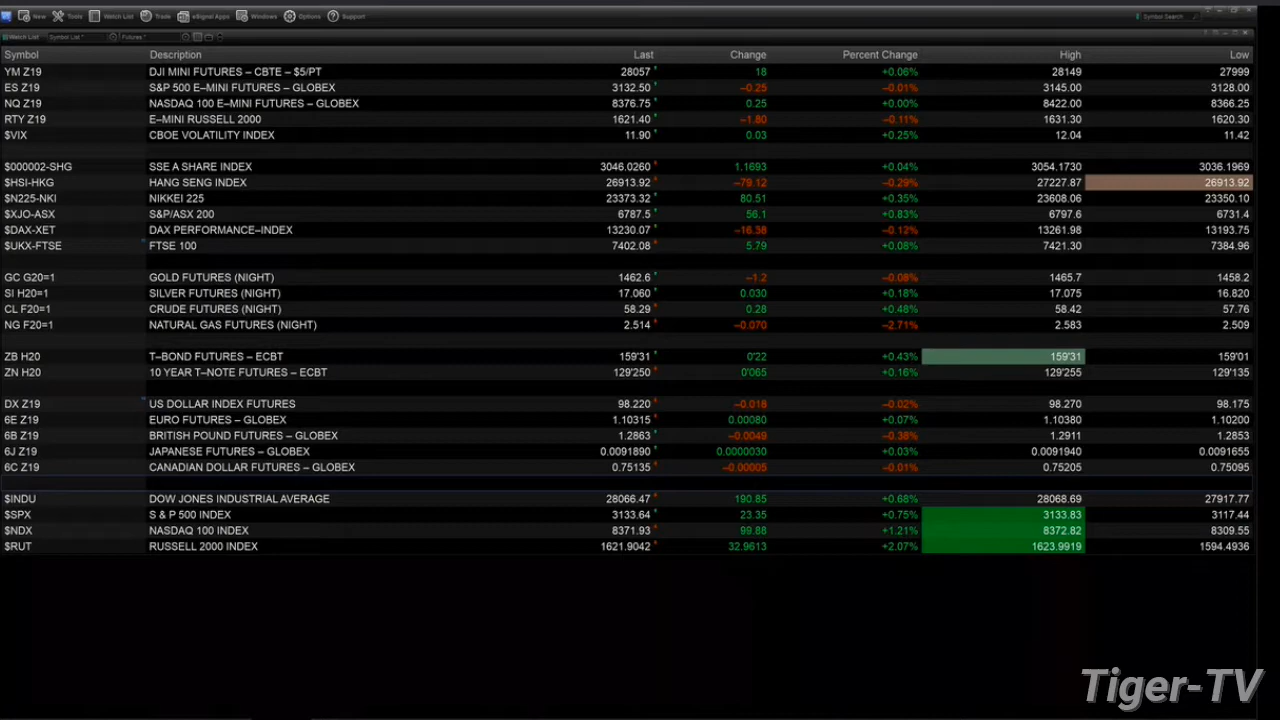 New Tools Watch List Trade eSignal Apps Windows Options Support Symbol Search
Watch List Symbol List * Futures *
Symbol Description Last Change Percent Change High Low
YM Z19 DJI MINI FUTURES – CBTE – $5/PT 28057 18 +0.06% 28149 27999
ES Z19 S&P 500 E–MINI FUTURES – GLOBEX 3132.50 –0.25 –0.01% 3145.00 3128.00
NQ Z19 NASDAQ 100 E–MINI FUTURES – GLOBEX 8376.75 0.25 +0.00% 8422.00 8366.25
RTY Z19 E–MINI RUSSELL 2000 1621.40 –1.80 –0.11% 1631.30 1620.30
$VIX CBOE VOLATILITY INDEX 11.90 0.03 +0.25% 12.04 11.42
$000002-SHG SSE A SHARE INDEX 3046.0260 1.1693 +0.04% 3054.1730 3036.1969
$HSI-HKG HANG SENG INDEX 26913.92 –79.12 –0.29% 27227.87 26913.92
$N225-NKI NIKKEI 225 23373.32 80.51 +0.35% 23608.06 23350.10
$XJO-ASX S&P/ASX 200 6787.5 56.1 +0.83% 6797.6 6731.4
$DAX-XET DAX PERFORMANCE–INDEX 13230.07 –16.38 –0.12% 13261.98 13193.75
$UKX-FTSE FTSE 100 7402.08 5.79 +0.08% 7421.30 7384.96
GC G20=1 GOLD FUTURES (NIGHT) 1462.6 –1.2 –0.08% 1465.7 1458.2
SI H20=1 SILVER FUTURES (NIGHT) 17.060 0.030 +0.18% 17.075 16.820
CL F20=1 CRUDE FUTURES (NIGHT) 58.29 0.28 +0.48% 58.42 57.76
NG F20=1 NATURAL GAS FUTURES (NIGHT) 2.514 –0.070 –2.71% 2.583 2.509
ZB H20 T–BOND FUTURES – ECBT 159'31 0'22 +0.43% 159'31 159'01
ZN H20 10 YEAR T–NOTE FUTURES – ECBT 129'250 0'065 +0.16% 129'255 129'135
DX Z19 US DOLLAR INDEX FUTURES 98.220 –0.018 –0.02% 98.270 98.175
6E Z19 EURO FUTURES – GLOBEX 1.10315 0.00080 +0.07% 1.10380 1.10200
6B Z19 BRITISH POUND FUTURES – GLOBEX 1.2863 –0.0049 –0.38% 1.2911 1.2853
6J Z19 JAPANESE FUTURES – GLOBEX 0.0091890 0.0000030 +0.03% 0.0091940 0.0091655
6C Z19 CANADIAN DOLLAR FUTURES – GLOBEX 0.75135 –0.00005 –0.01% 0.75205 0.75095
$INDU DOW JONES INDUSTRIAL AVERAGE 28066.47 190.85 +0.68% 28068.69 27917.77
$SPX S & P 500 INDEX 3133.64 23.35 +0.75% 3133.83 3117.44
$NDX NASDAQ 100 INDEX 8371.93 99.88 +1.21% 8372.82 8309.55
$RUT RUSSELL 2000 INDEX 1621.9042 32.9613 +2.07% 1623.9919 1594.4936
Tiger-TV